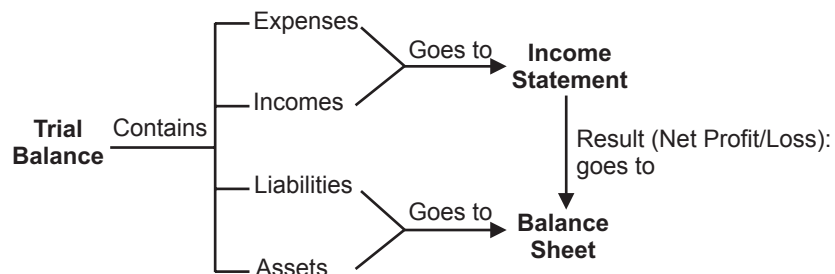 Expenses
Goes to
Income
Statement
Incomes
Trial
Balance
Contains
Result (Net Profit/Loss):
goes to
Liabilities
Goes to
Balance
Sheet
Assets